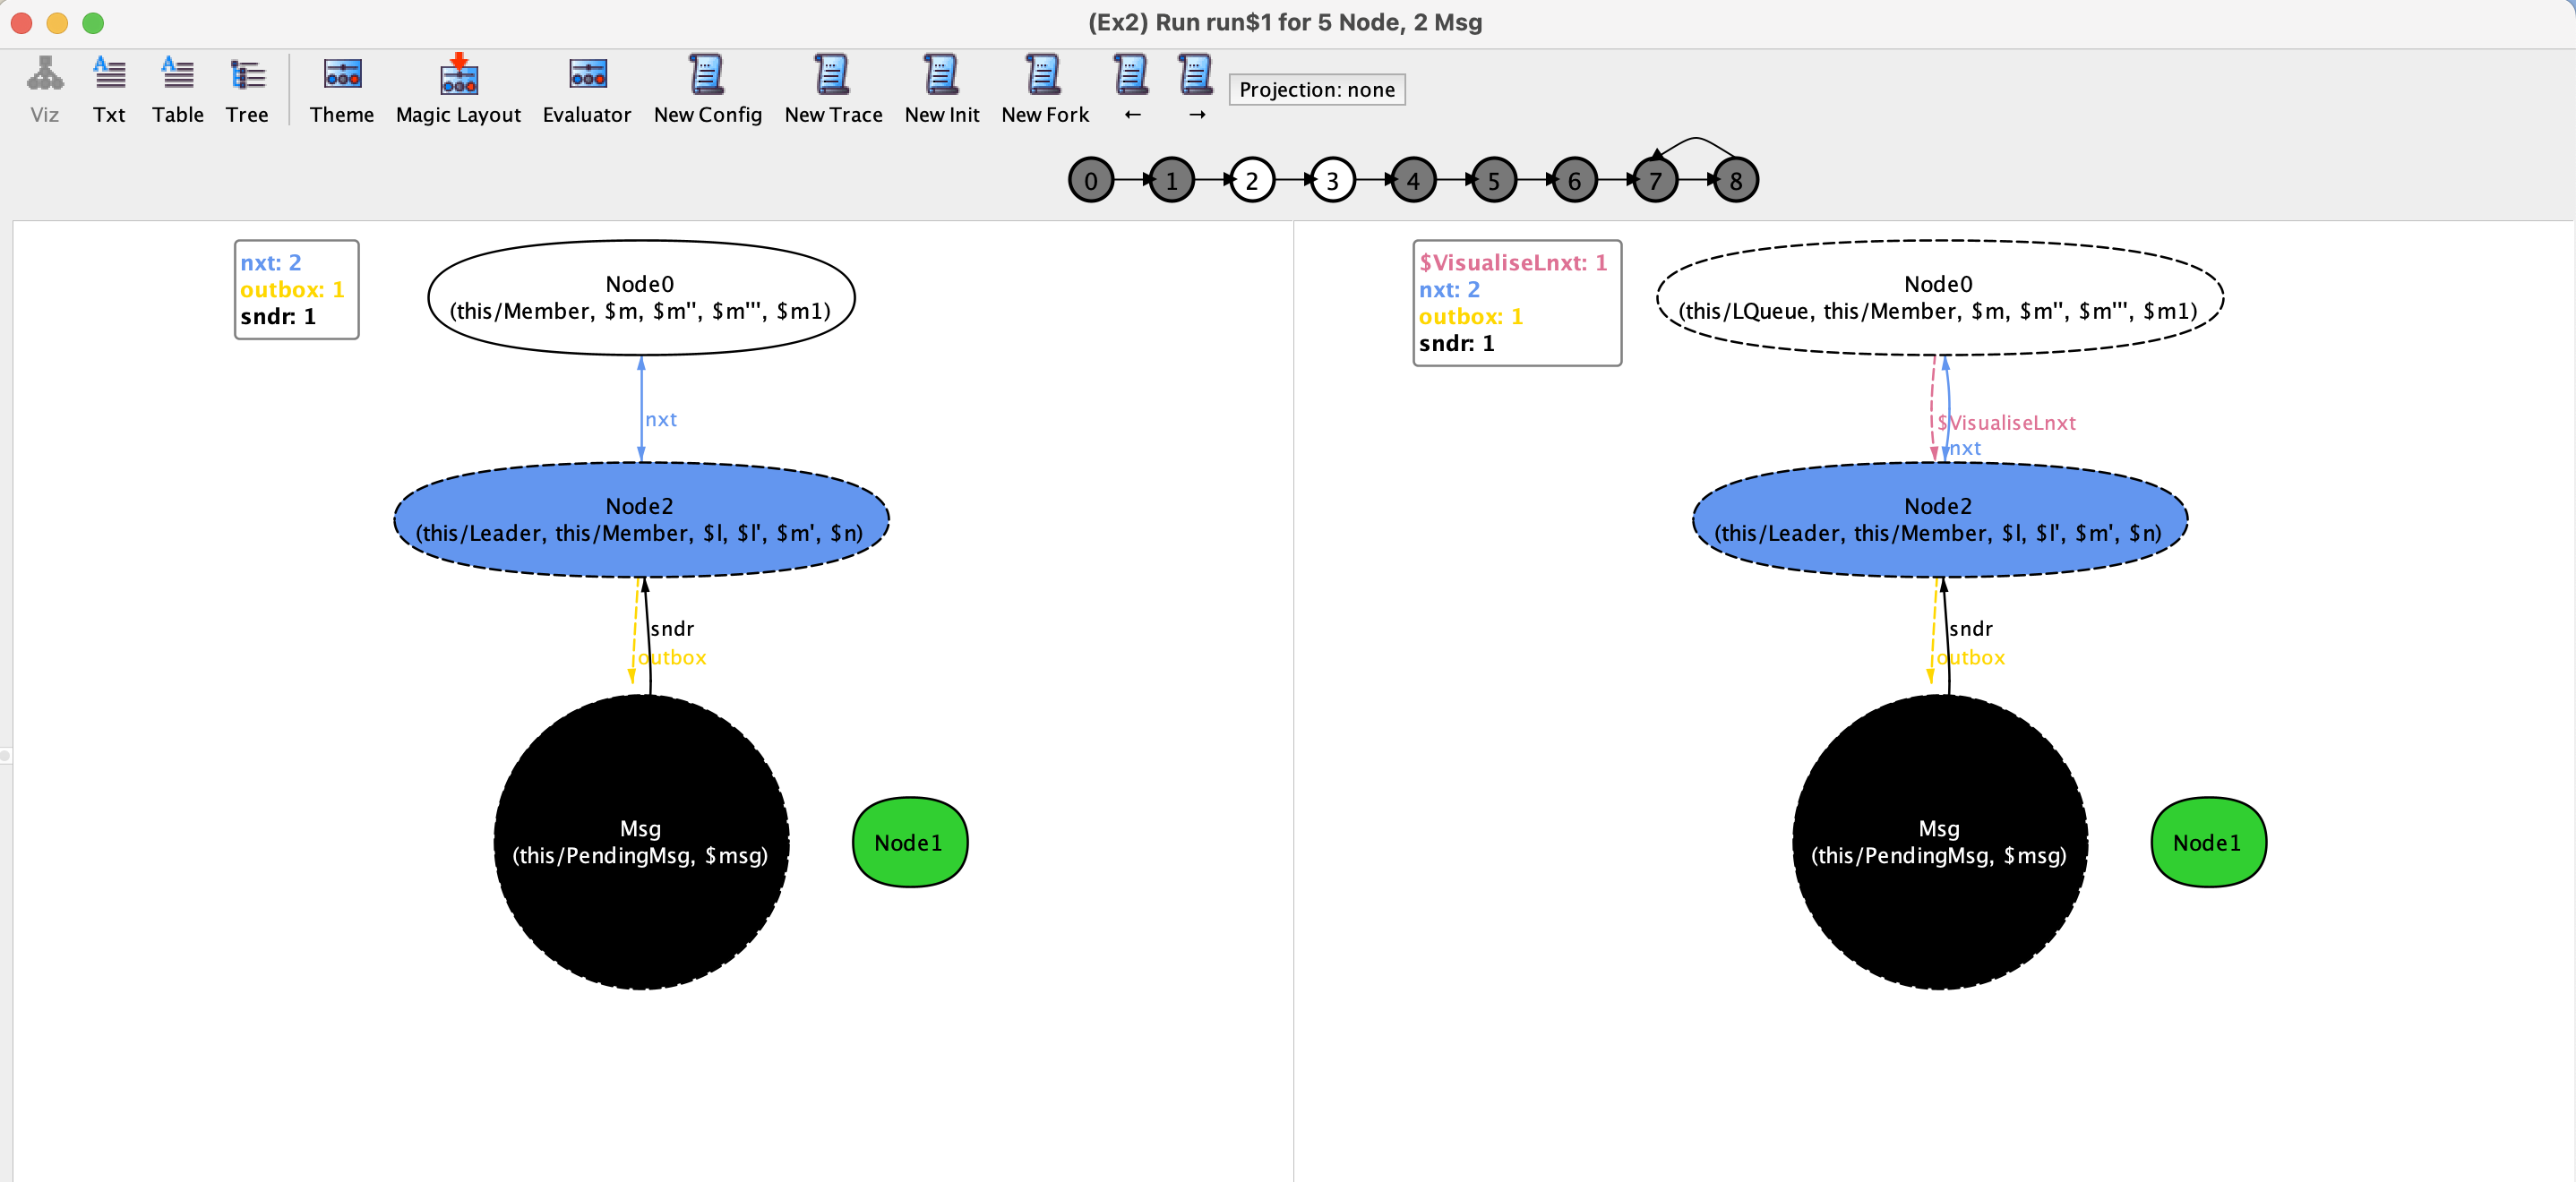 (Ex2) Run run$1 for 5 Node, 2 Msg
Viz Txt Table Tree Theme Magic Layout Evaluator New Config New Trace New Init New Fork ← → Projection: none
0 1 2 3 4 5 6 7 8
nxt: 2
outbox: 1
sndr: 1
Node0
(this/Member, $m, $m'', $m''', $m1)
nxt
Node2
(this/Leader, this/Member, $l, $l', $m', $n)
sndr
outbox
Msg
(this/PendingMsg, $msg)
Node1
$VisualiseLnxt: 1
nxt: 2
outbox: 1
sndr: 1
Node0
(this/LQueue, this/Member, $m, $m'', $m''', $m1)
$VisualiseLnxt
nxt
Node2
(this/Leader, this/Member, $l, $l', $m', $n)
sndr
outbox
Msg
(this/PendingMsg, $msg)
Node1